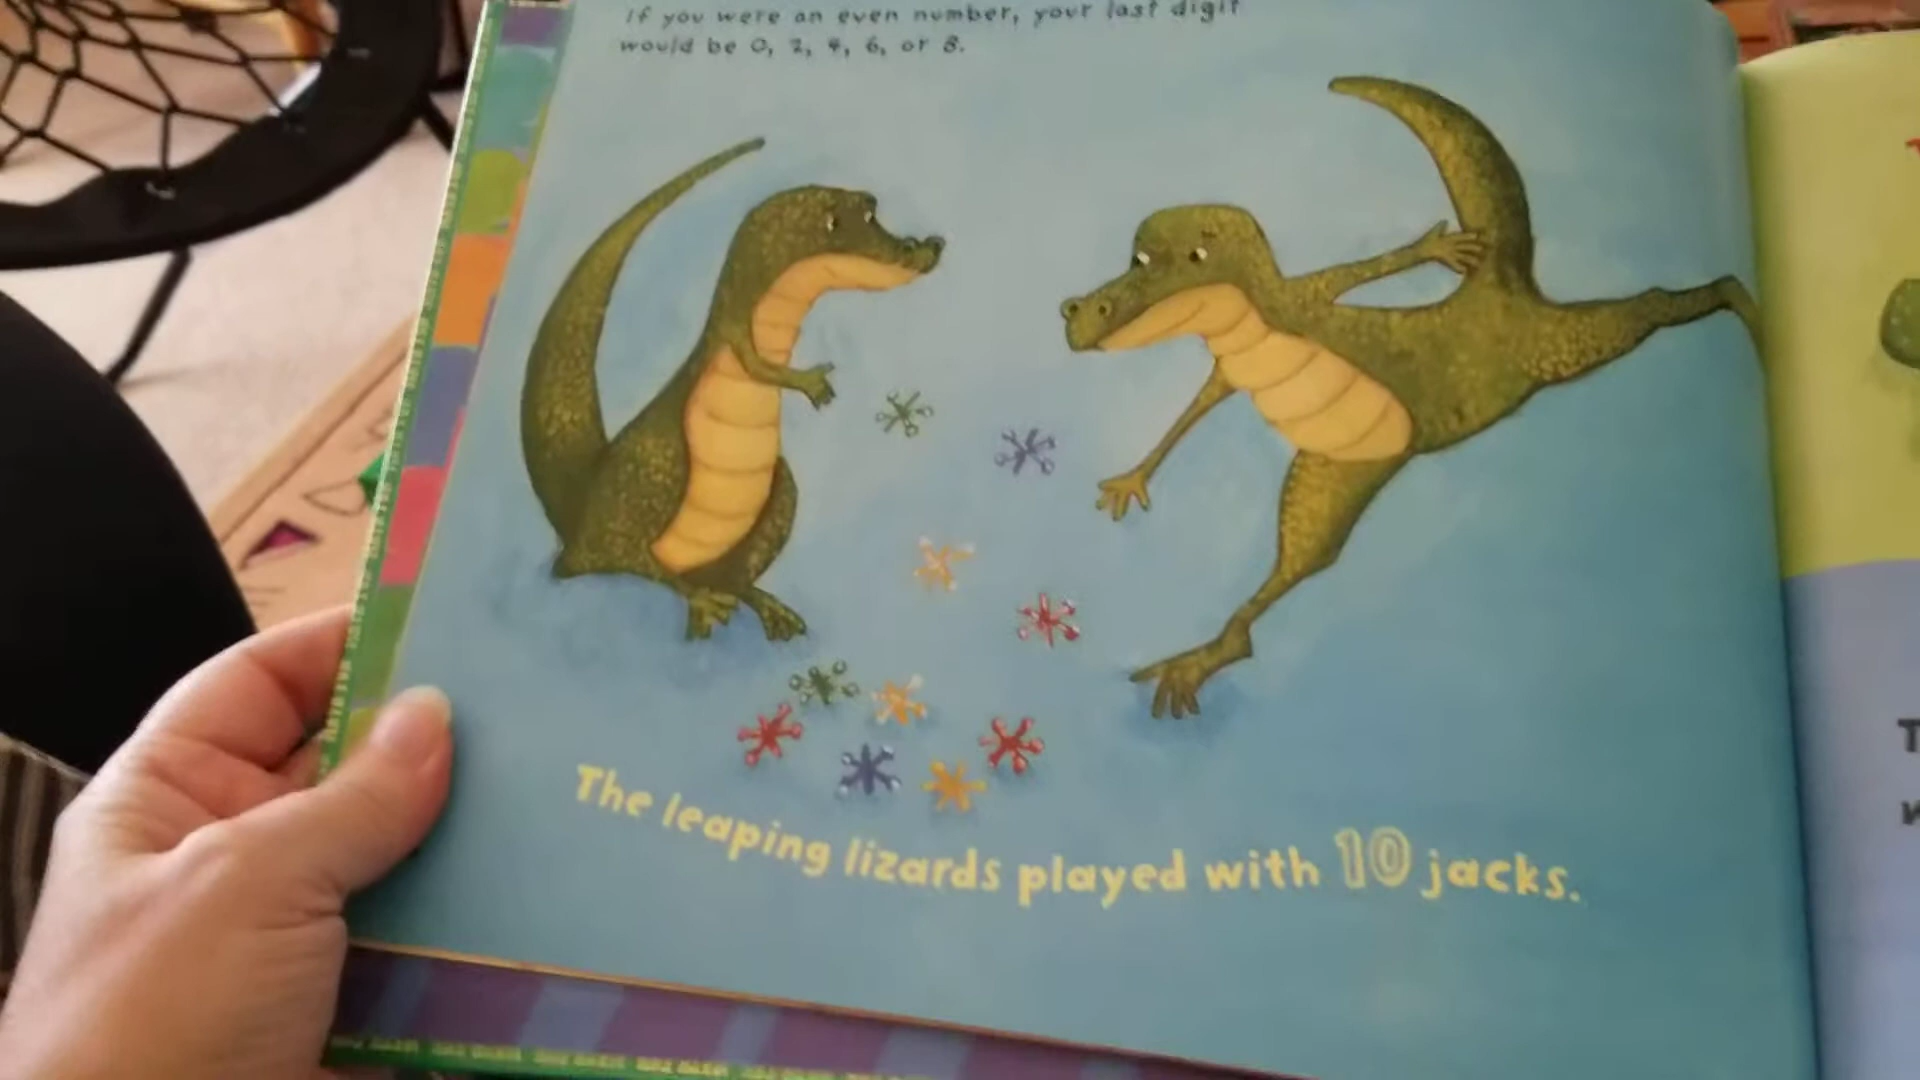 If you were an even number, your last digit
would be 0, 2, 4, 6, or 8.
The leaping lizards played with 10 jacks.